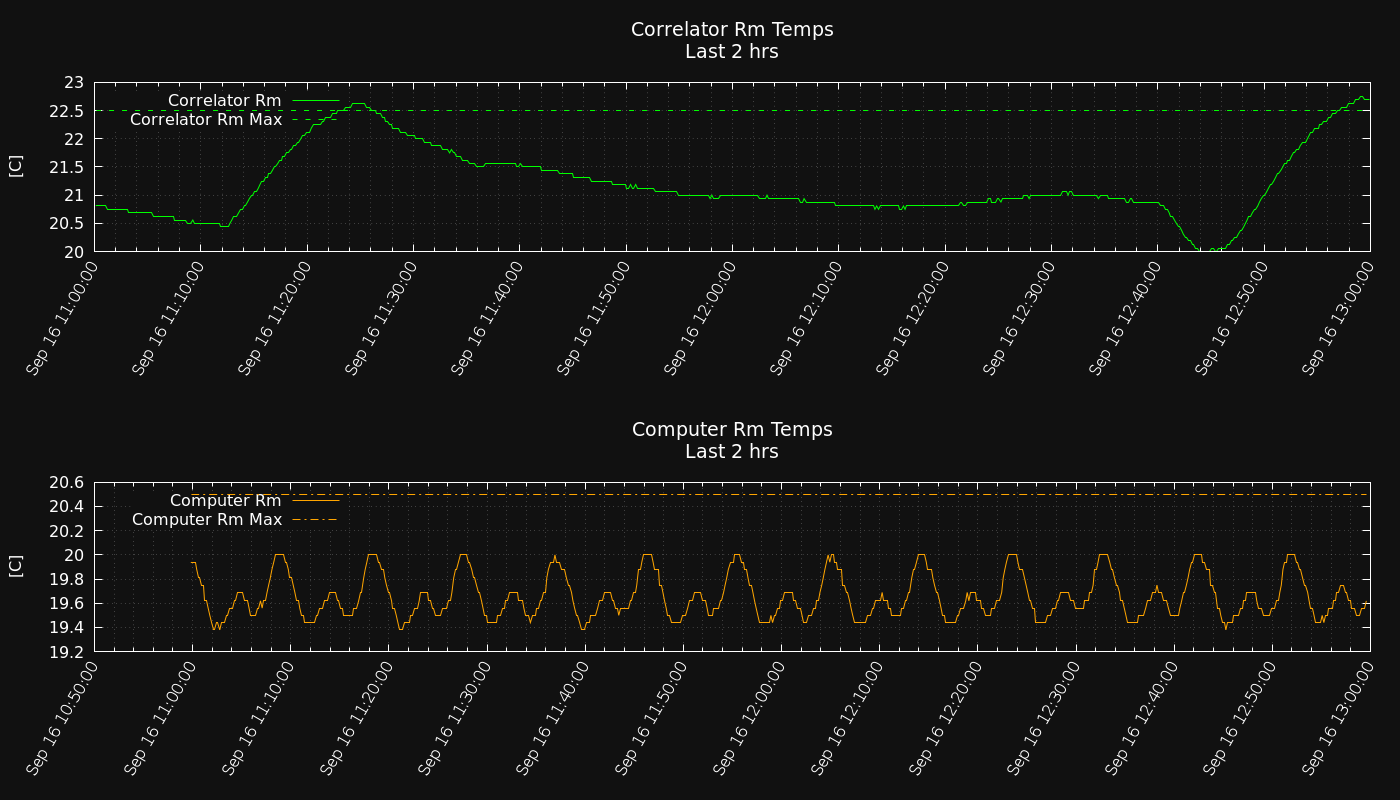 Correlator Rm Temps
Last 2 hrs
[C]
23
22.5
22
21.5
21
20.5
20
Correlator Rm
Correlator Rm Max
Sep 16 11:00:00
Sep 16 11:10:00
Sep 16 11:20:00
Sep 16 11:30:00
Sep 16 11:40:00
Sep 16 11:50:00
Sep 16 12:00:00
Sep 16 12:10:00
Sep 16 12:20:00
Sep 16 12:30:00
Sep 16 12:40:00
Sep 16 12:50:00
Sep 16 13:00:00
Computer Rm Temps
Last 2 hrs
[C]
20.6
20.4
20.2
20
19.8
19.6
19.4
19.2
Computer Rm
Computer Rm Max
Sep 16 10:50:00
Sep 16 11:00:00
Sep 16 11:10:00
Sep 16 11:20:00
Sep 16 11:30:00
Sep 16 11:40:00
Sep 16 11:50:00
Sep 16 12:00:00
Sep 16 12:10:00
Sep 16 12:20:00
Sep 16 12:30:00
Sep 16 12:40:00
Sep 16 12:50:00
Sep 16 13:00:00